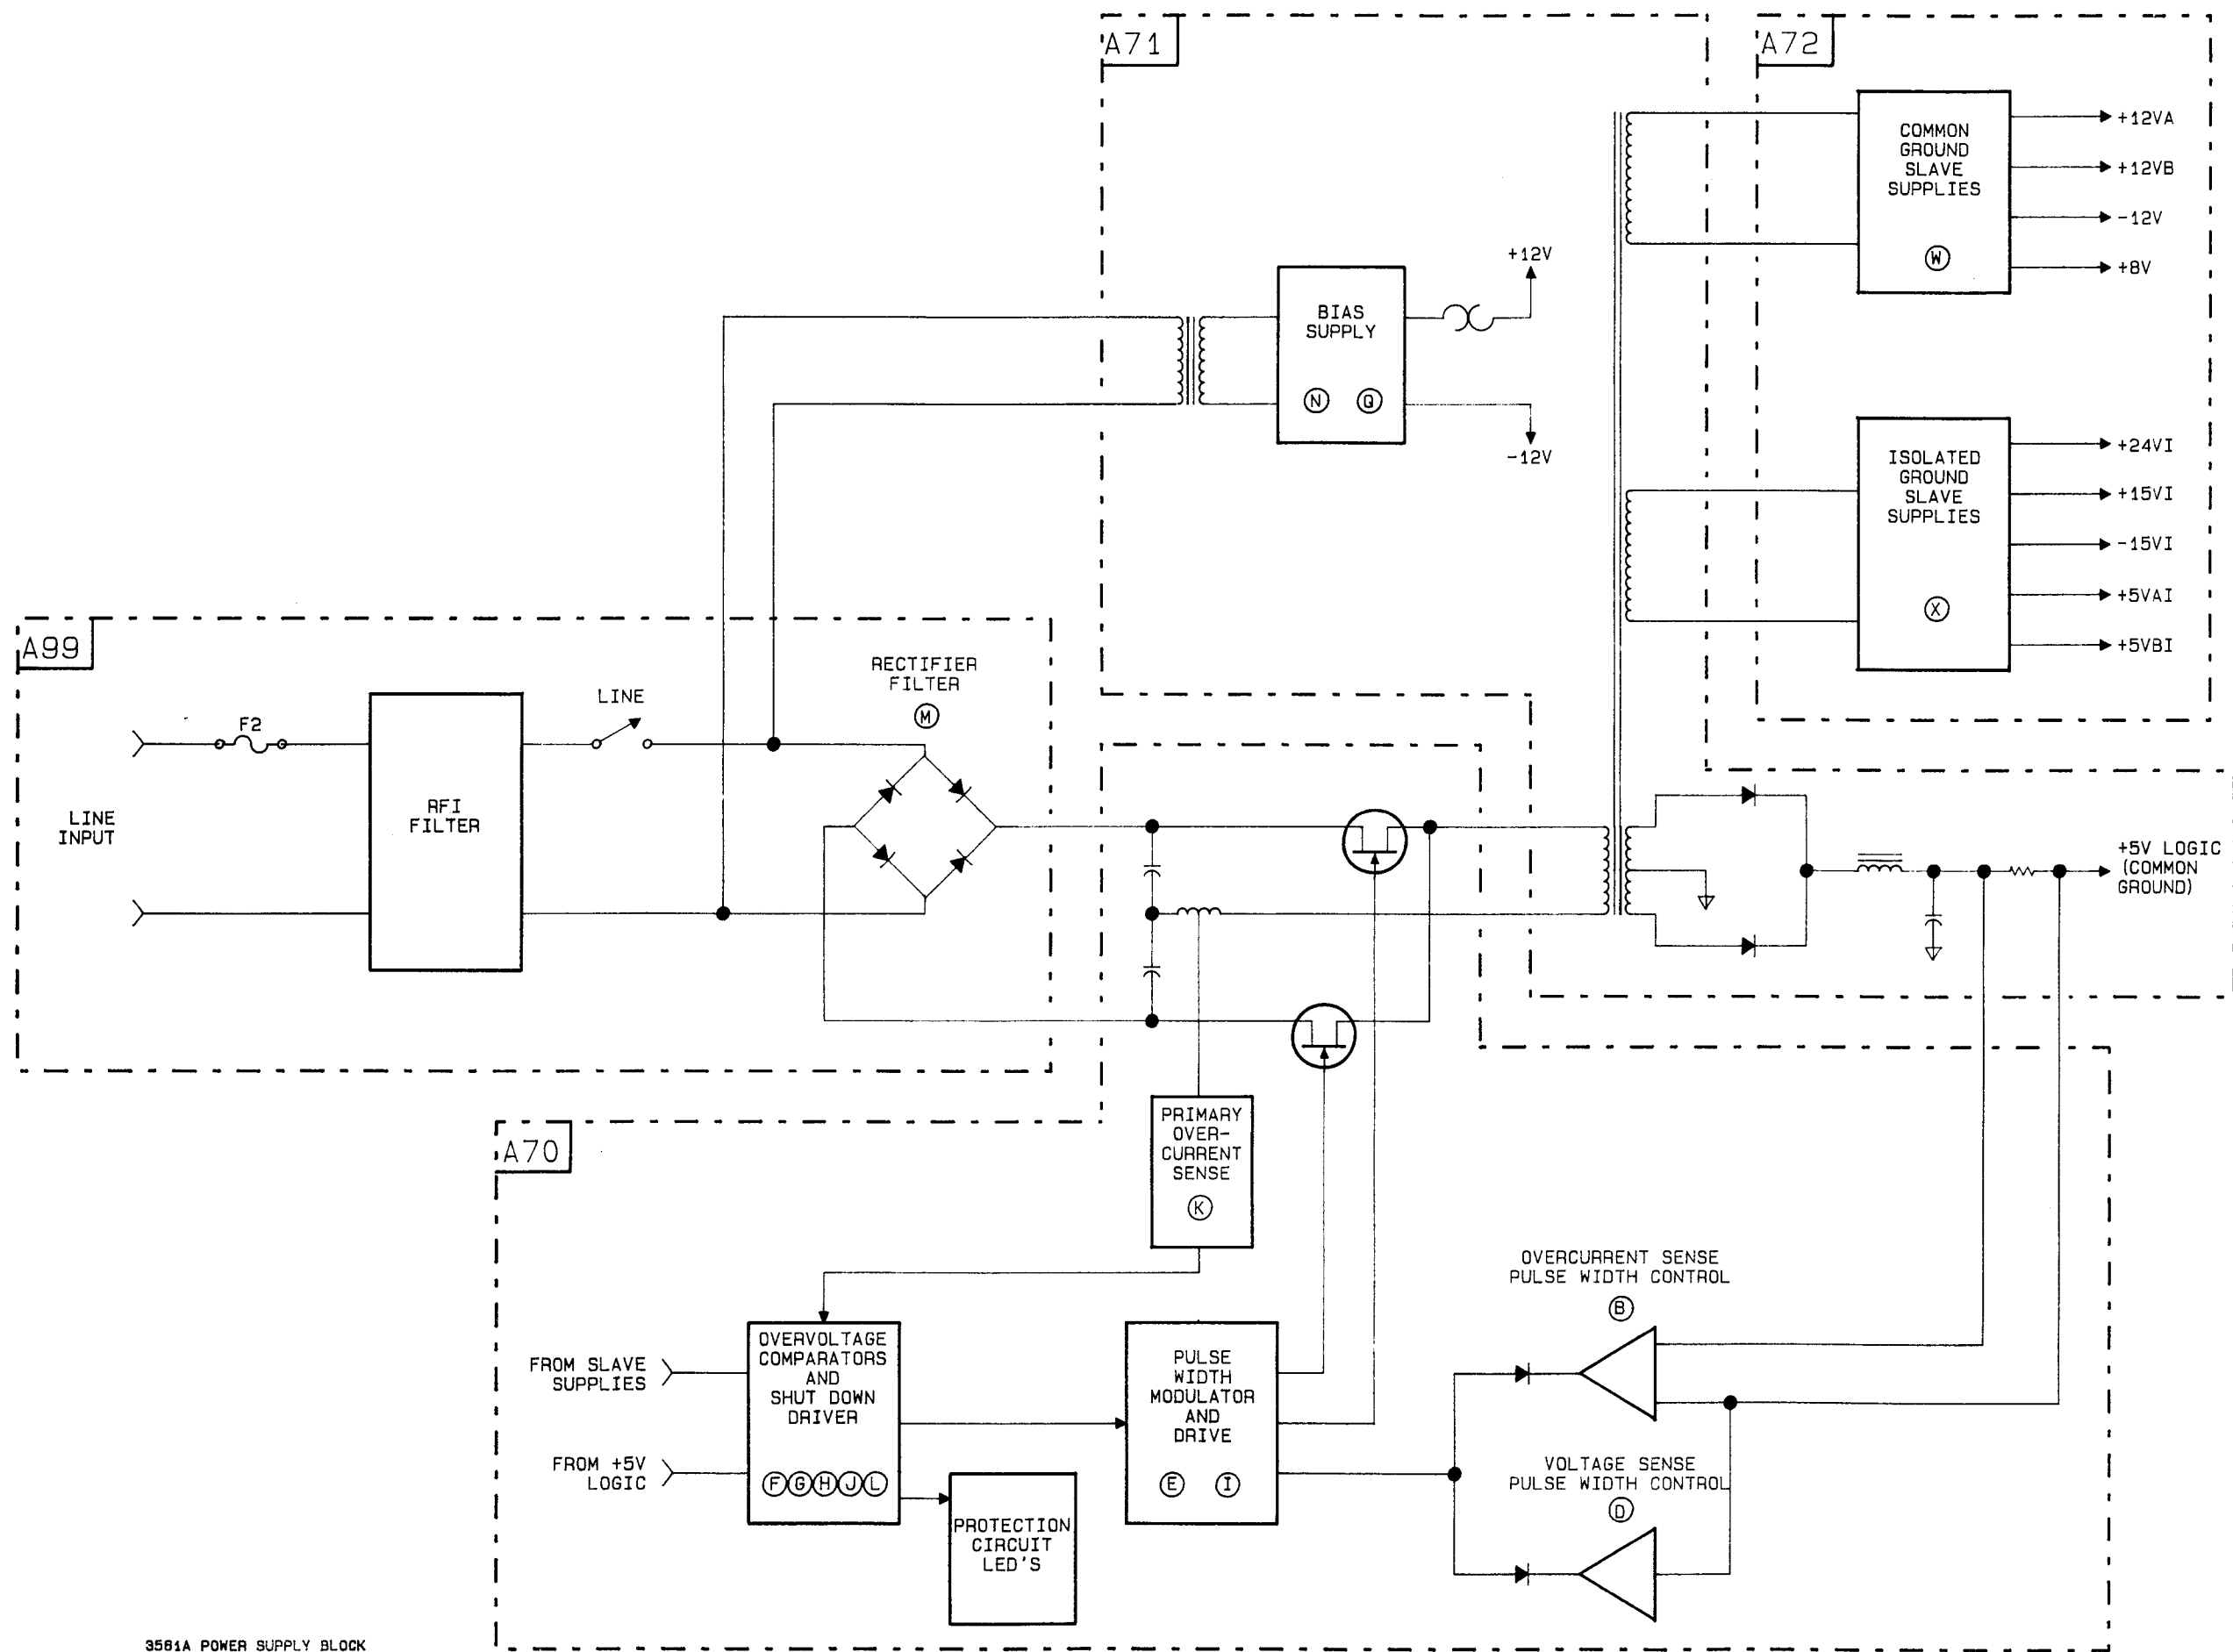 A71
A72
COMMON
GROUND
SLAVE
SUPPLIES
W
+12VA
+12VB
-12V
+8V
+12V
BIAS
SUPPLY
N Q
-12V
ISOLATED
GROUND
SLAVE
SUPPLIES
X
+24VI
+15VI
-15VI
+5VAI
+5VBI
A99
RECTIFIER
FILTER
M
F2
LINE
LINE
INPUT
RFI
FILTER
+5V LOGIC
(COMMON
GROUND)
A70
PRIMARY
OVER-
CURRENT
SENSE
K
OVERCURRENT SENSE
PULSE WIDTH CONTROL
B
FROM SLAVE
SUPPLIES
FROM +5V
LOGIC
OVERVOLTAGE
COMPARATORS
AND
SHUT DOWN
DRIVER
F G H J L
PULSE
WIDTH
MODULATOR
AND
DRIVE
E I
VOLTAGE SENSE
PULSE WIDTH CONTROL
D
PROTECTION
CIRCUIT
LED'S
3561A POWER SUPPLY BLOCK